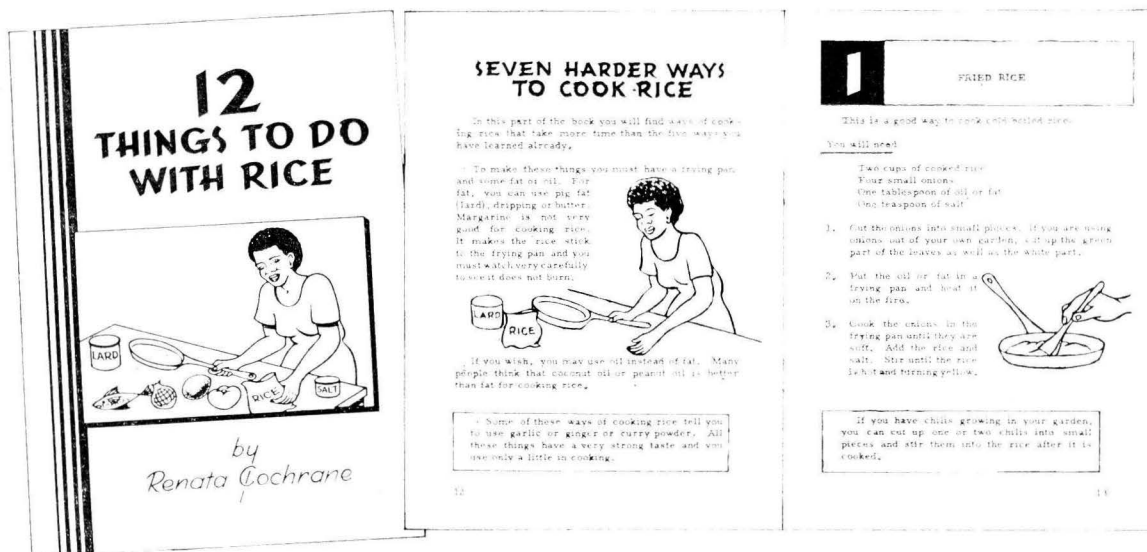 12
THINGS TO DO
WITH RICE
LARD
RICE
SALT
by
Renata Cochrane
SEVEN HARDER WAYS
TO COOK RICE
In this part of the book you will find ways of cook-
ing rice that take more time than the five ways you
have learned already.
To make these things you must have a frying pan
and some fat or oil. For
fat, you can use pig fat
(lard), dripping or butter.
Margarine is not very
good for cooking rice.
It makes the rice stick
to the frying pan and you
must watch very carefully
to see it does not burn.
LARD
RICE
If you wish, you may use oil instead of fat. Many
people think that coconut oil or peanut oil is better
than fat for cooking rice.
Some of these ways of cooking rice tell you
to use garlic or ginger or curry powder. All
these things have a very strong taste and you
use only a little in cooking.
1
FRIED RICE
This is a good way to cook cold boiled rice.
You will need
Two cups of cooked rice
Four small onions
One tablespoon of oil or fat
One teaspoon of salt
1. Cut the onions into small pieces. If you are using
onions out of your own garden, cut up the green
part of the leaves as well as the white part.
2. Put the oil or fat in a
frying pan and heat it
on the fire.
3. Cook the onions in the
frying pan until they are
soft. Add the rice and
salt. Stir until the rice
is hot and turning yellow.
If you have chilis growing in your garden,
you can cut up one or two chilis into small
pieces and stir them into the rice after it is
cooked.